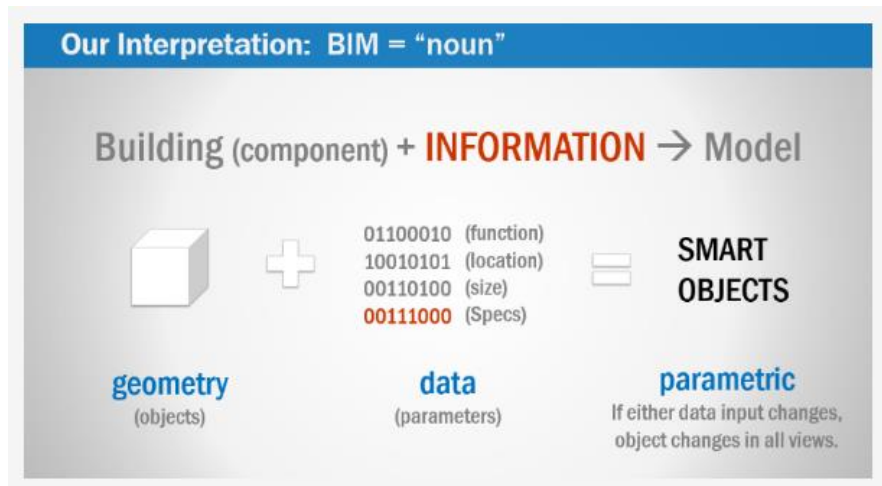 Our Interpretation: BIM = “noun”
Building (component) + INFORMATION → Model
01100010 (function)
10010101 (location)
00110100 (size)
00111000 (Specs)
SMART
OBJECTS
geometry
(objects)
data
(parameters)
parametric
If either data input changes,
object changes in all views.